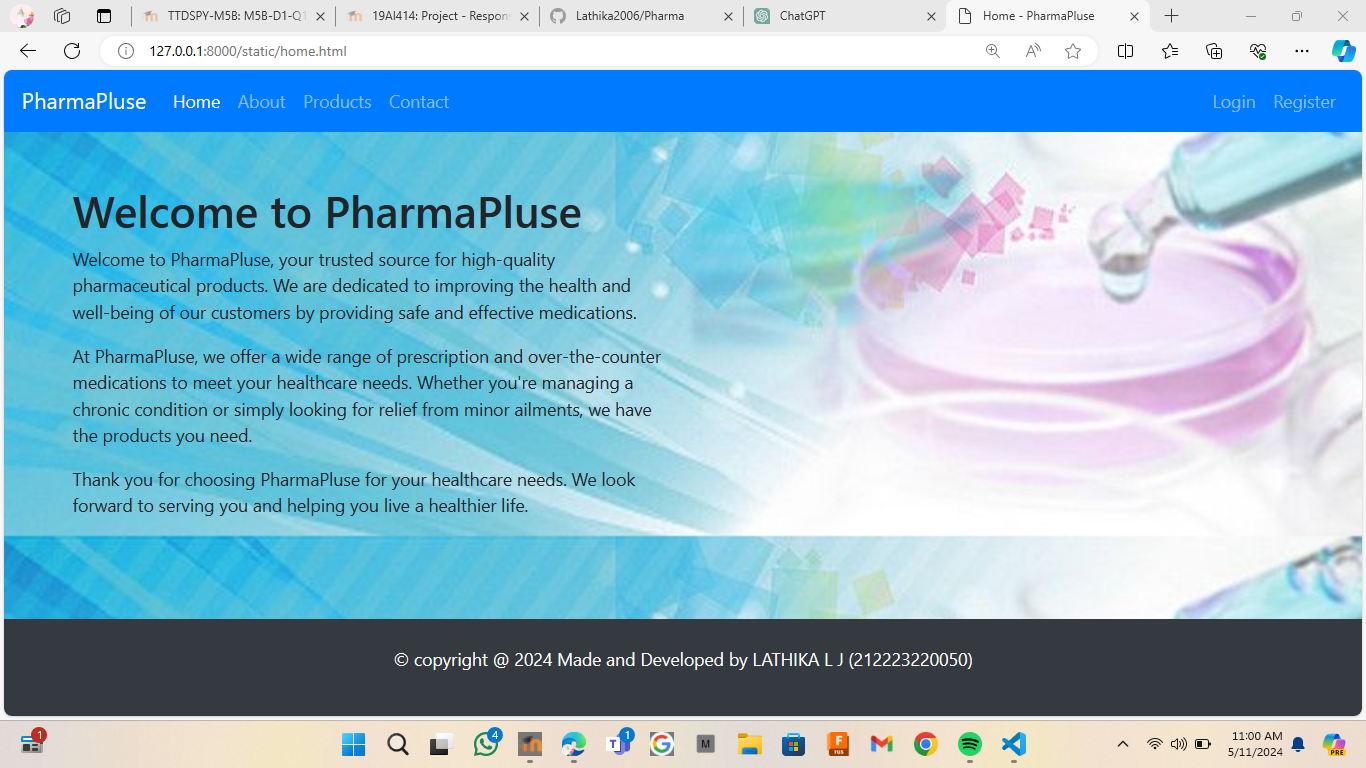 TTDSPY-M5B: M5B-D1-Q1
19AI414: Project - Respons
Lathika2006/Pharma
ChatGPT
Home - PharmaPluse
127.0.0.1:8000/static/home.html
PharmaPluse Home About Products Contact Login Register
Welcome to PharmaPluse
Welcome to PharmaPluse, your trusted source for high-quality
pharmaceutical products. We are dedicated to improving the health and
well-being of our customers by providing safe and effective medications.
At PharmaPluse, we offer a wide range of prescription and over-the-counter
medications to meet your healthcare needs. Whether you're managing a
chronic condition or simply looking for relief from minor ailments, we have
the products you need.
Thank you for choosing PharmaPluse for your healthcare needs. We look
forward to serving you and helping you live a healthier life.
© copyright @ 2024 Made and Developed by LATHIKA L J (212223220050)
1
4
1
M
FUS
11:00 AM
5/11/2024
PRE